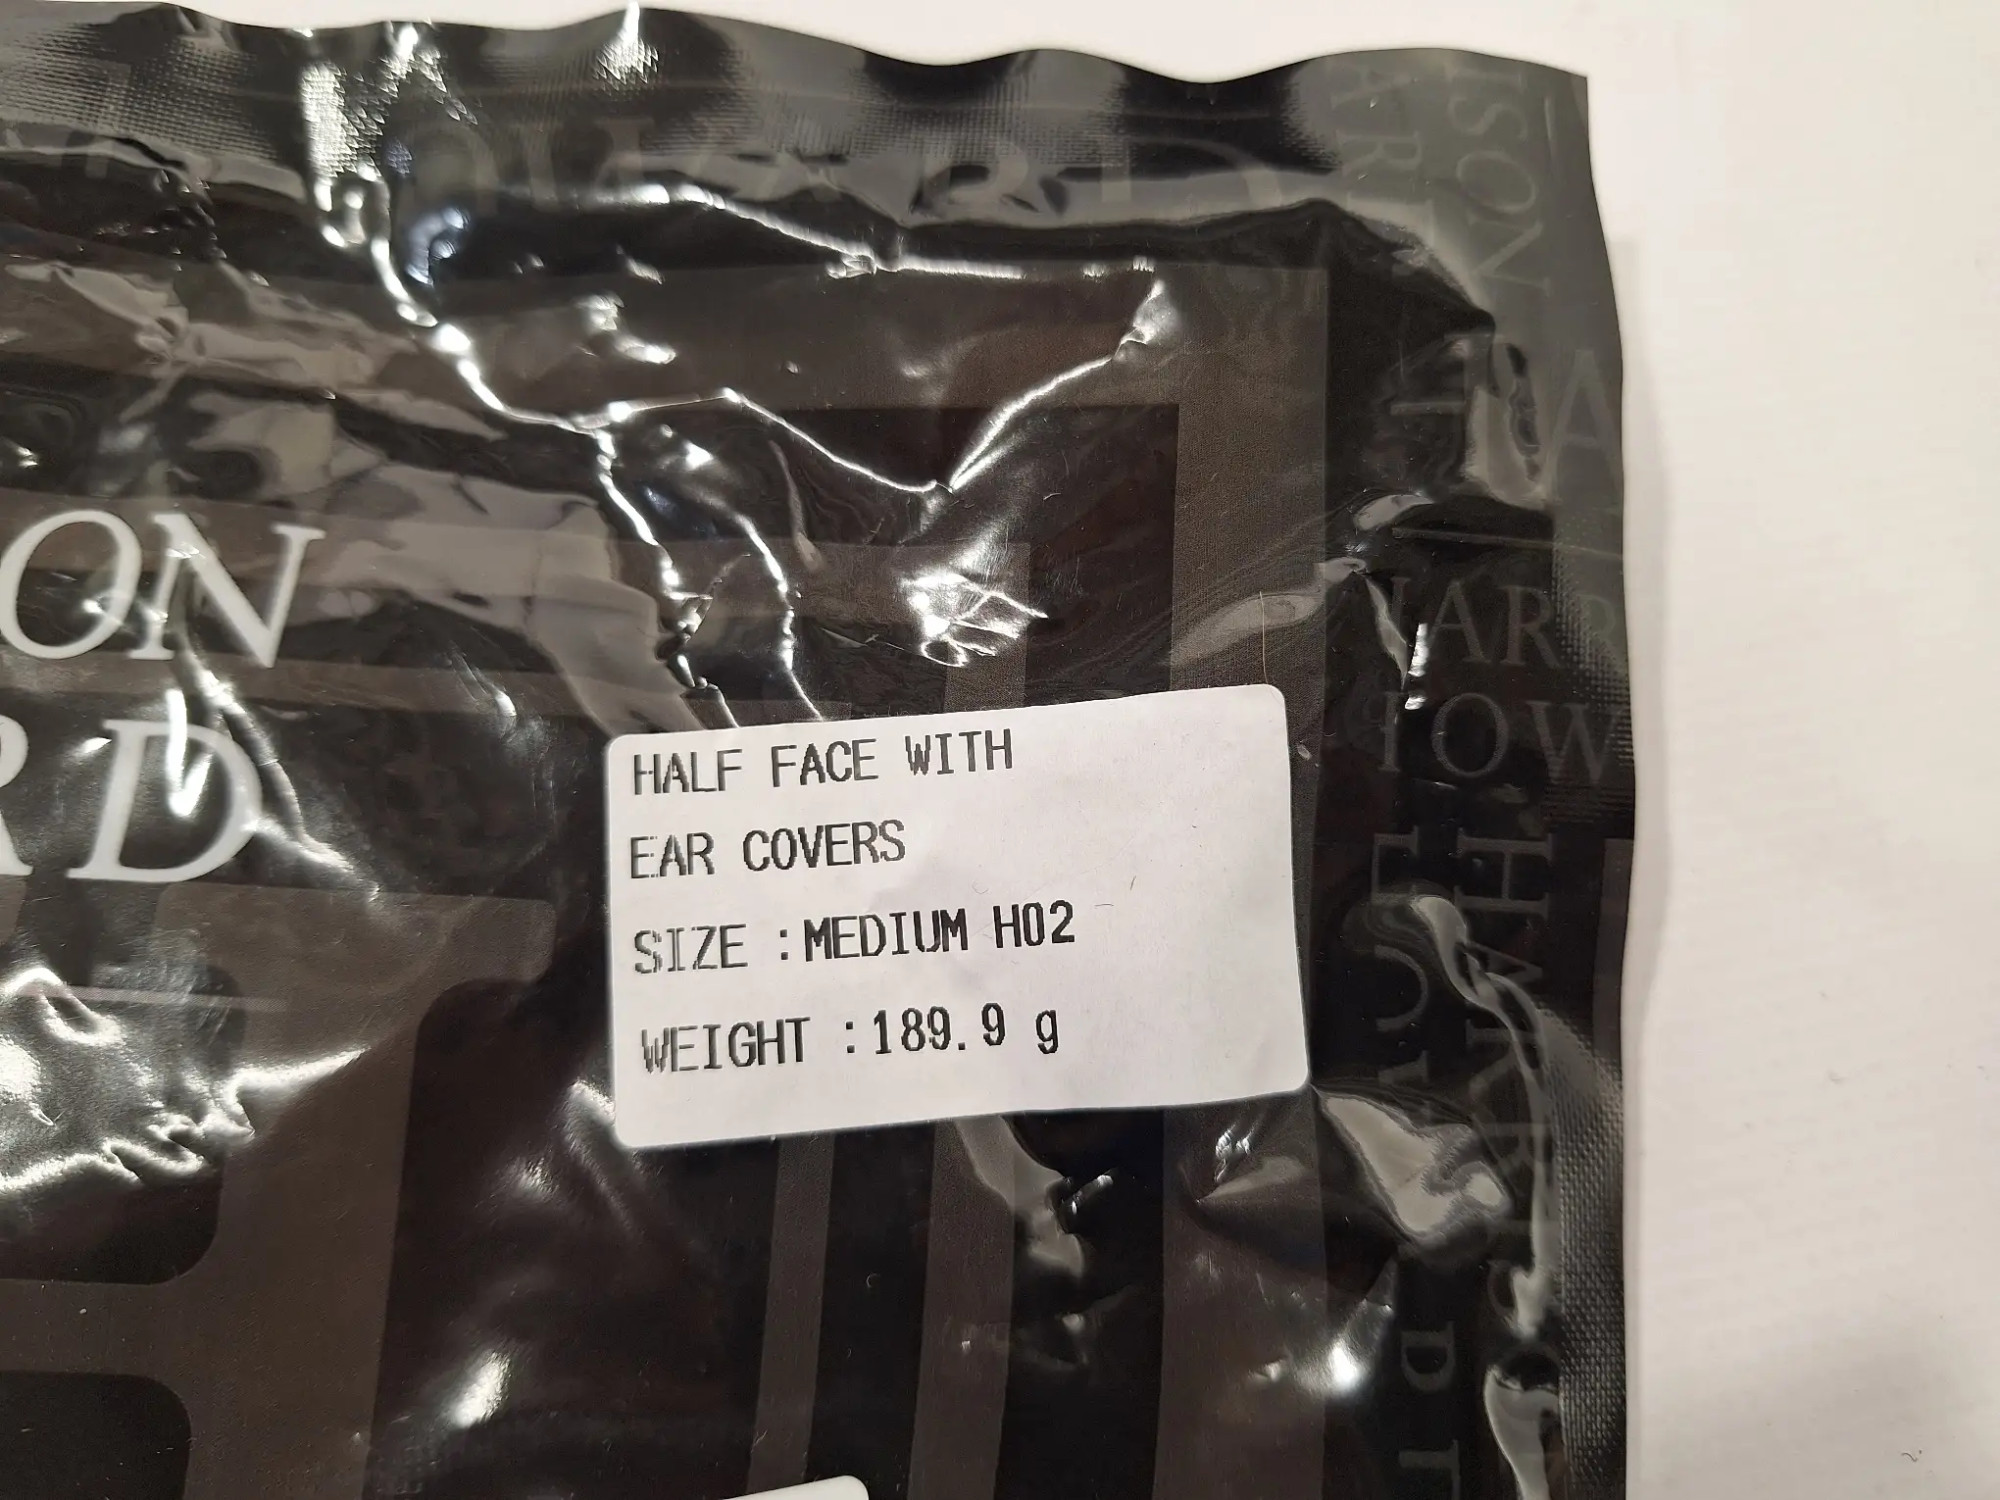 ON
RD
HALF FACE WITH
EAR COVERS
SIZE :MEDIUM H02
WEIGHT :189.9 g